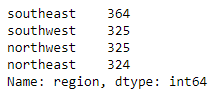 southeast    364
southwest    325
northwest    325
northeast    324
Name: region, dtype: int64